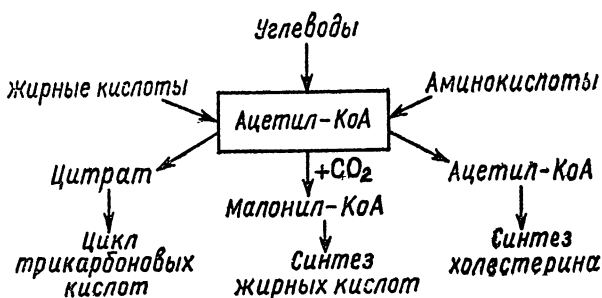 Углеводы
Жирные кислоты
Аминокислоты
Ацетил-КоА
+CO₂
Цитрат
Малонил-КоА
Ацетил-КоА
Цикл
трикарбоновых
кислот
Синтез
жирных кислот
Синтез
холестерина